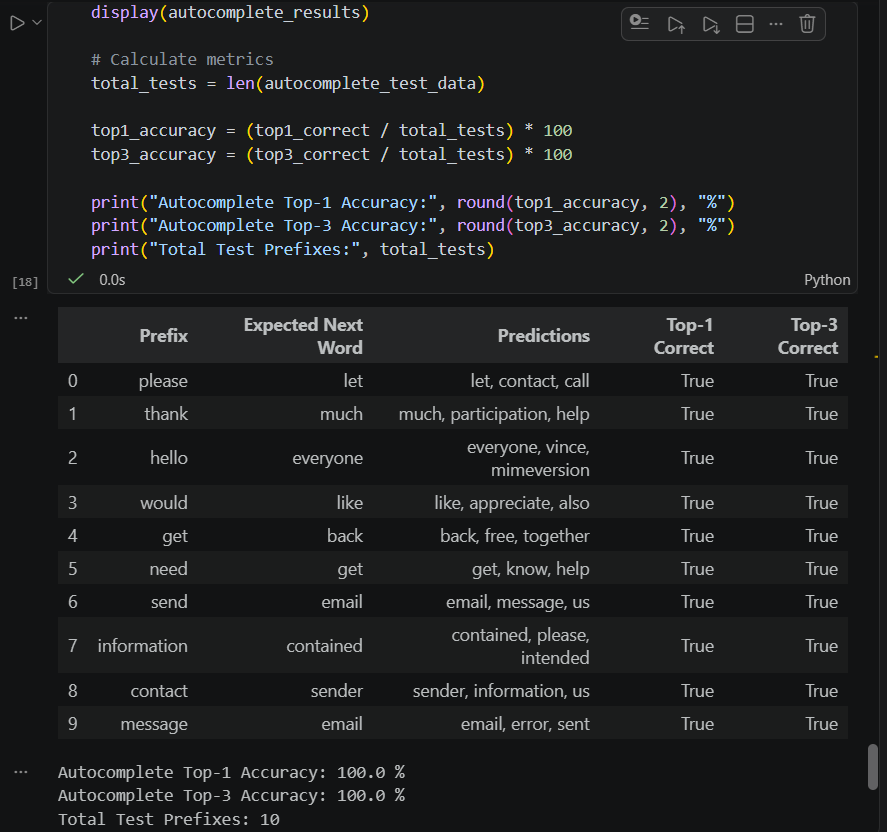 display(autocomplete_results)
# Calculate metrics
total_tests = len(autocomplete_test_data)
top1_accuracy = (top1_correct / total_tests) * 100
top3_accuracy = (top3_correct / total_tests) * 100
print("Autocomplete Top-1 Accuracy:", round(top1_accuracy, 2), "%")
print("Autocomplete Top-3 Accuracy:", round(top3_accuracy, 2), "%")
print("Total Test Prefixes:", total_tests)
[18] 0.0s Python
Prefix Expected Next Word Predictions Top-1 Correct Top-3 Correct
0 please let let, contact, call True True
1 thank much much, participation, help True True
2 hello everyone everyone, vince, mimeversion True True
3 would like like, appreciate, also True True
4 get back back, free, together True True
5 need get get, know, help True True
6 send email email, message, us True True
7 information contained contained, please, intended True True
8 contact sender sender, information, us True True
9 message email email, error, sent True True
Autocomplete Top-1 Accuracy: 100.0 %
Autocomplete Top-3 Accuracy: 100.0 %
Total Test Prefixes: 10